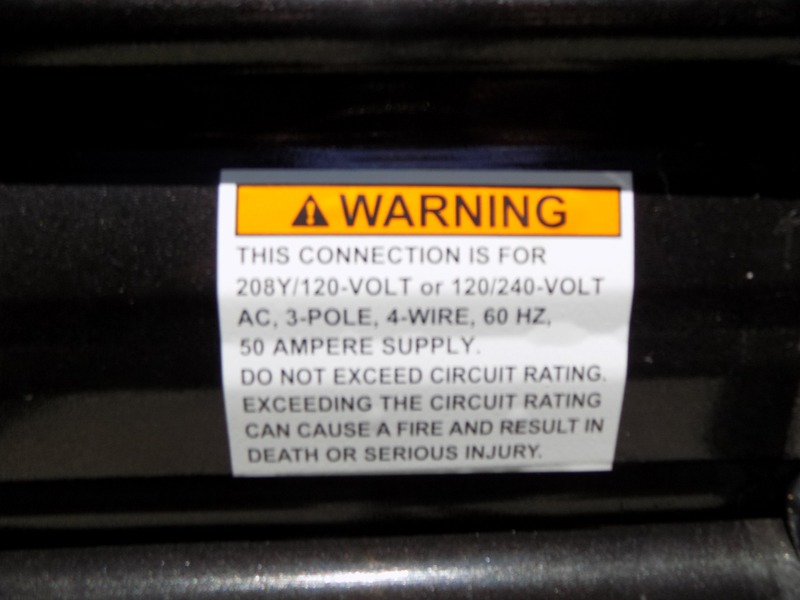 WARNING
THIS CONNECTION IS FOR
208Y/120-VOLT or 120/240-VOLT
AC, 3-POLE, 4-WIRE, 60 HZ,
50 AMPERE SUPPLY.
DO NOT EXCEED CIRCUIT RATING.
EXCEEDING THE CIRCUIT RATING
CAN CAUSE A FIRE AND RESULT IN
DEATH OR SERIOUS INJURY.